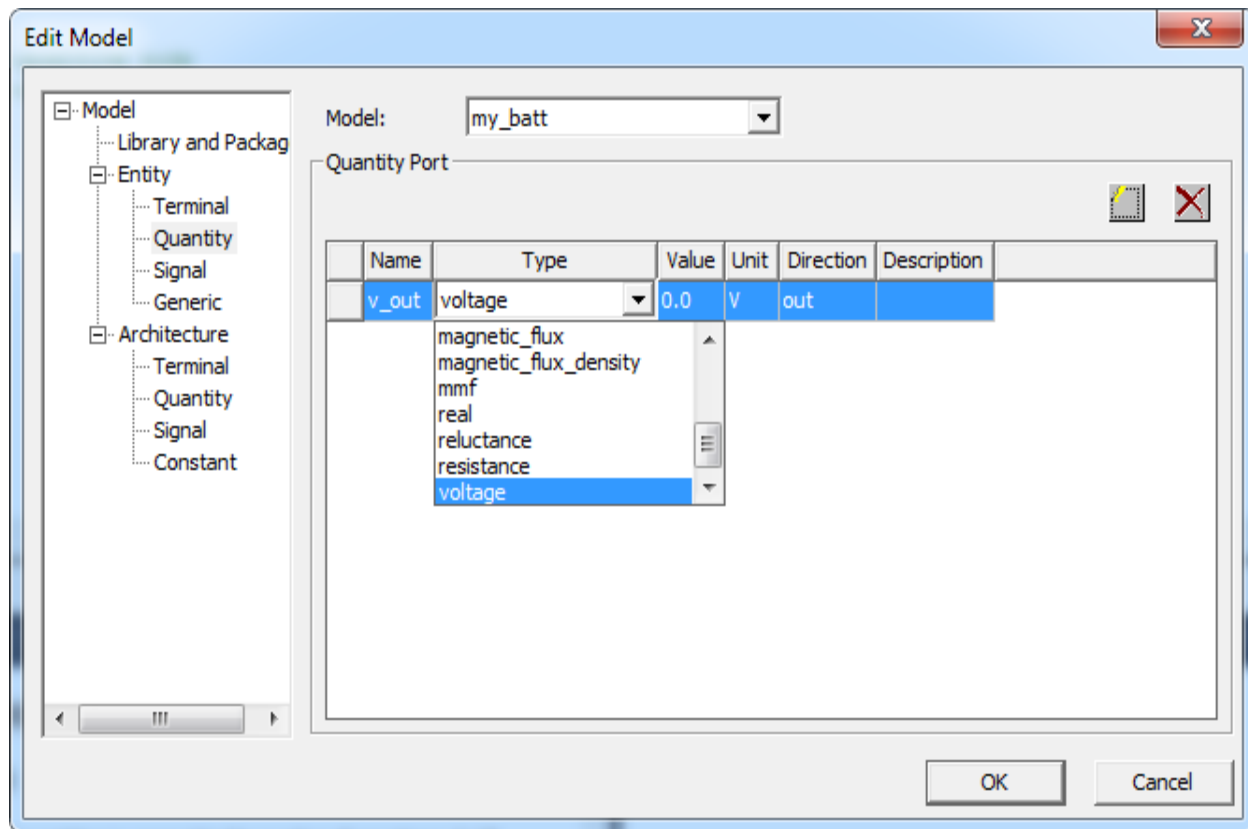 Edit Model
Model
Library and Packag
Entity
Terminal
Quantity
Signal
Generic
Architecture
Terminal
Quantity
Signal
Constant
Model: my_batt
Quantity Port
Name Type Value Unit Direction Description
v_out voltage 0.0 V out
magnetic_flux
magnetic_flux_density
mmf
real
reluctance
resistance
voltage
OK Cancel